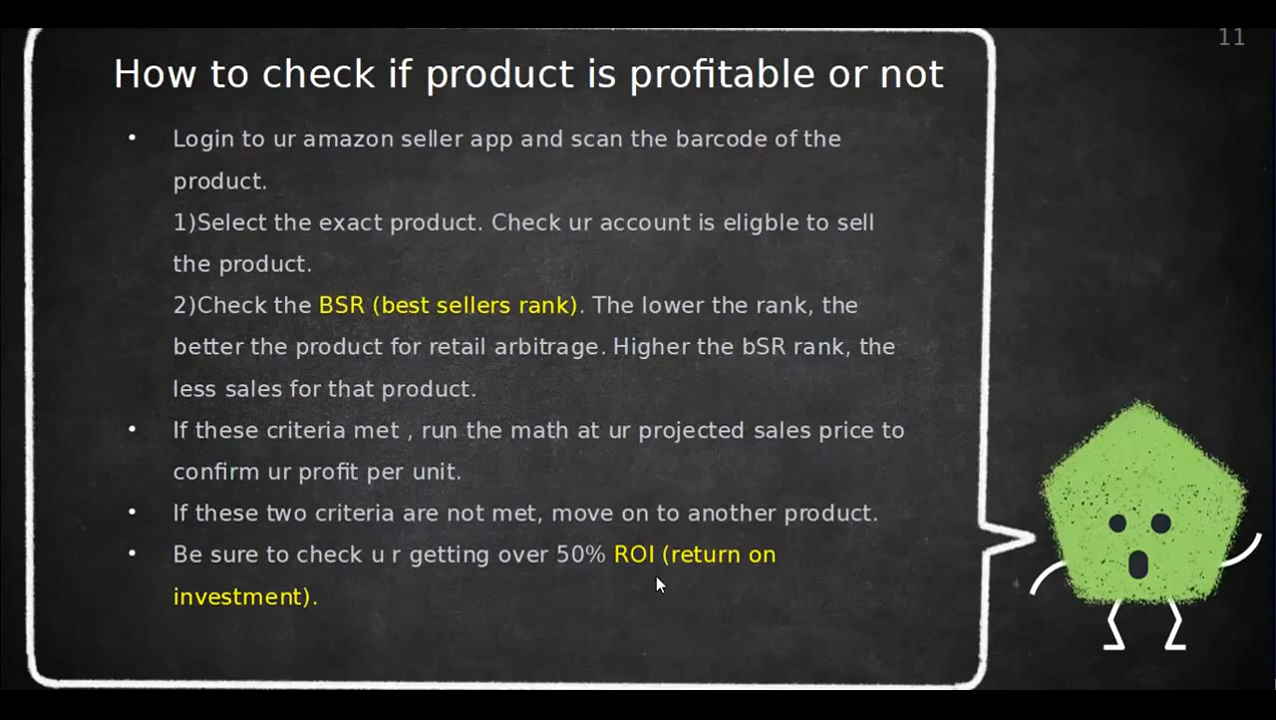 11
How to check if product is profitable or not
• Login to ur amazon seller app and scan the barcode of the
product.
1)Select the exact product. Check ur account is eligble to sell
the product.
2)Check the BSR (best sellers rank). The lower the rank, the
better the product for retail arbitrage. Higher the bSR rank, the
less sales for that product.
• If these criteria met , run the math at ur projected sales price to
confirm ur profit per unit.
• If these two criteria are not met, move on to another product.
• Be sure to check u r getting over 50% ROI (return on
investment).